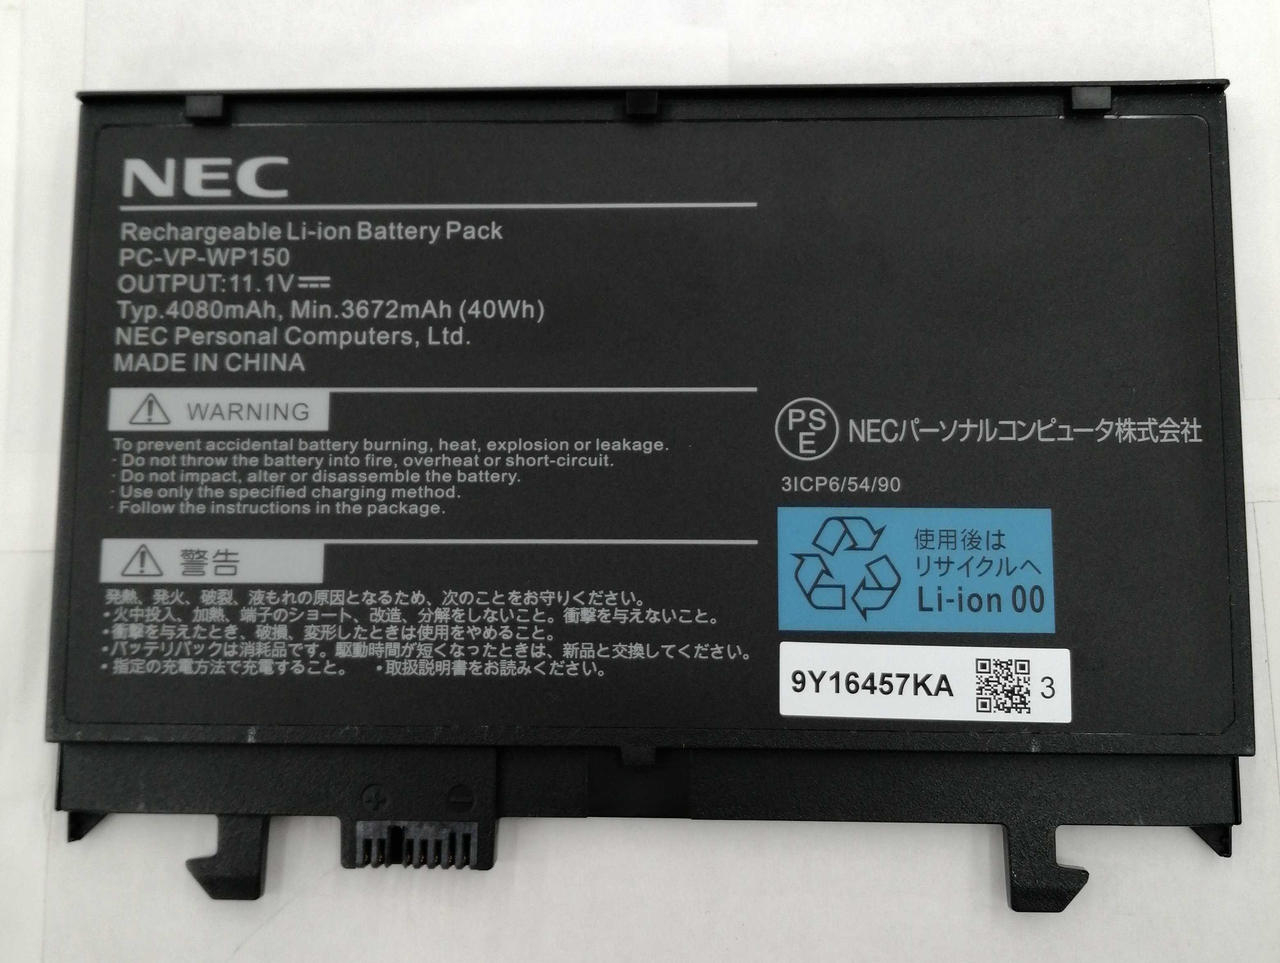 NEC
Rechargeable Li-ion Battery Pack
PC-VP-WP150
OUTPUT:11.1V⎓
Typ.4080mAh, Min.3672mAh (40Wh)
NEC Personal Computers, Ltd.
MADE IN CHINA
WARNING
To prevent accidental battery burning, heat, explosion or leakage.
・Do not throw the battery into fire, overheat or short-circuit.
・Do not impact, alter or disassemble the battery.
・Use only the specified charging method.
・Follow the instructions in the package.
警告
発熱、発火、破裂、液もれの原因となるため、次のことをお守りください。
・火中投入、加熱、端子のショート、改造、分解をしないこと。衝撃を与えないこと。
・衝撃を与えたとき、破損、変形したときは使用をやめること。
・バッテリパックは消耗品です。駆動時間が短くなったときは、新品と交換してください。
・指定の充電方法で充電すること。 ・取扱説明書をお読みください。
PSE NECパーソナルコンピュータ株式会社
3ICP6/54/90
使用後は
リサイクルへ
Li-ion 00
9Y16457KA 3
+ −